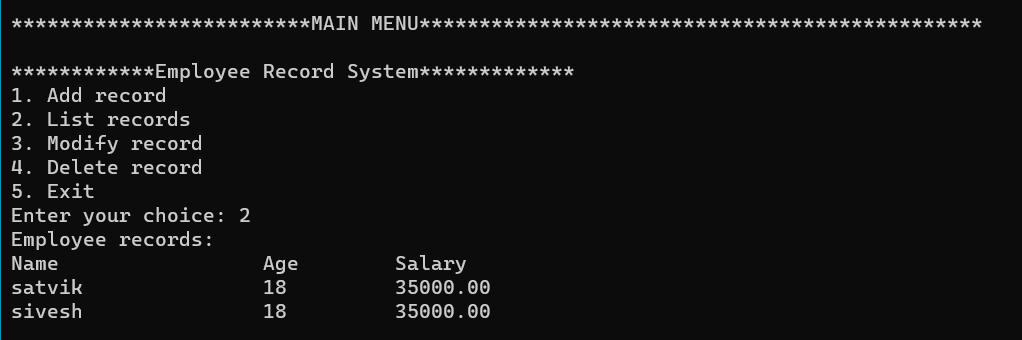 *************************MAIN MENU***********************************************
************Employee Record System*************
1. Add record
2. List records
3. Modify record
4. Delete record
5. Exit
Enter your choice: 2
Employee records:
Name                 Age        Salary
satvik               18         35000.00
sivesh               18         35000.00